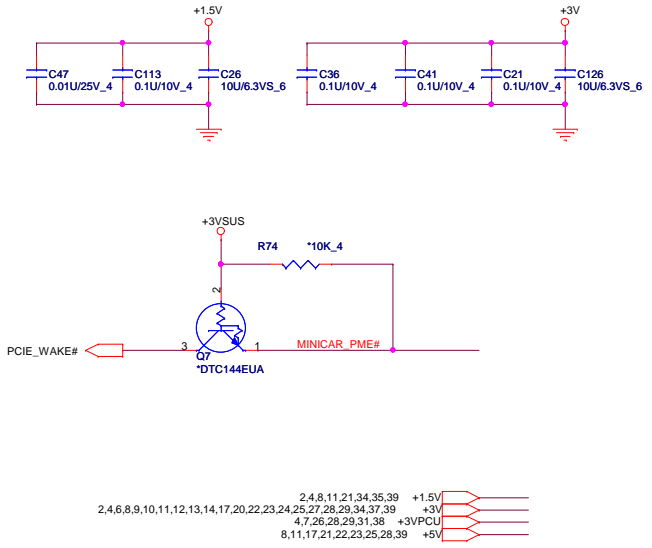 +1.5V
+3V
C47
0.01U/25V_4
C113
0.1U/10V_4
C26
10U/6.3VS_6
C36
0.1U/10V_4
C41
0.1U/10V_4
C21
0.1U/10V_4
C126
10U/6.3VS_6
+3VSUS
R74
*10K_4
2
PCIE_WAKE#
3
1
MINICAR_PME#
Q7
*DTC144EUA
2,4,8,11,21,34,35,39 +1.5V
2,4,6,8,9,10,11,12,13,14,17,20,22,23,24,25,27,28,29,34,37,39 +3V
4,7,26,28,29,31,38 +3VPCU
8,11,17,21,22,23,25,28,39 +5V